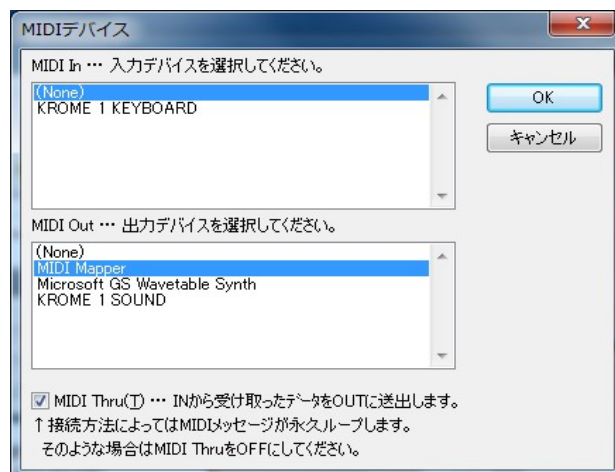 MIDIデバイス
MIDI In … 入力デバイスを選択してください。
(None)
KROME 1 KEYBOARD
OK
キャンセル
MIDI Out … 出力デバイスを選択してください。
(None)
MIDI Mapper
Microsoft GS Wavetable Synth
KROME 1 SOUND
MIDI Thru(T) … INから受け取ったデータをOUTに送出します。
↑接続方法によってはMIDIメッセージが永久ループします。
そのような場合はMIDI ThruをOFFにしてください。